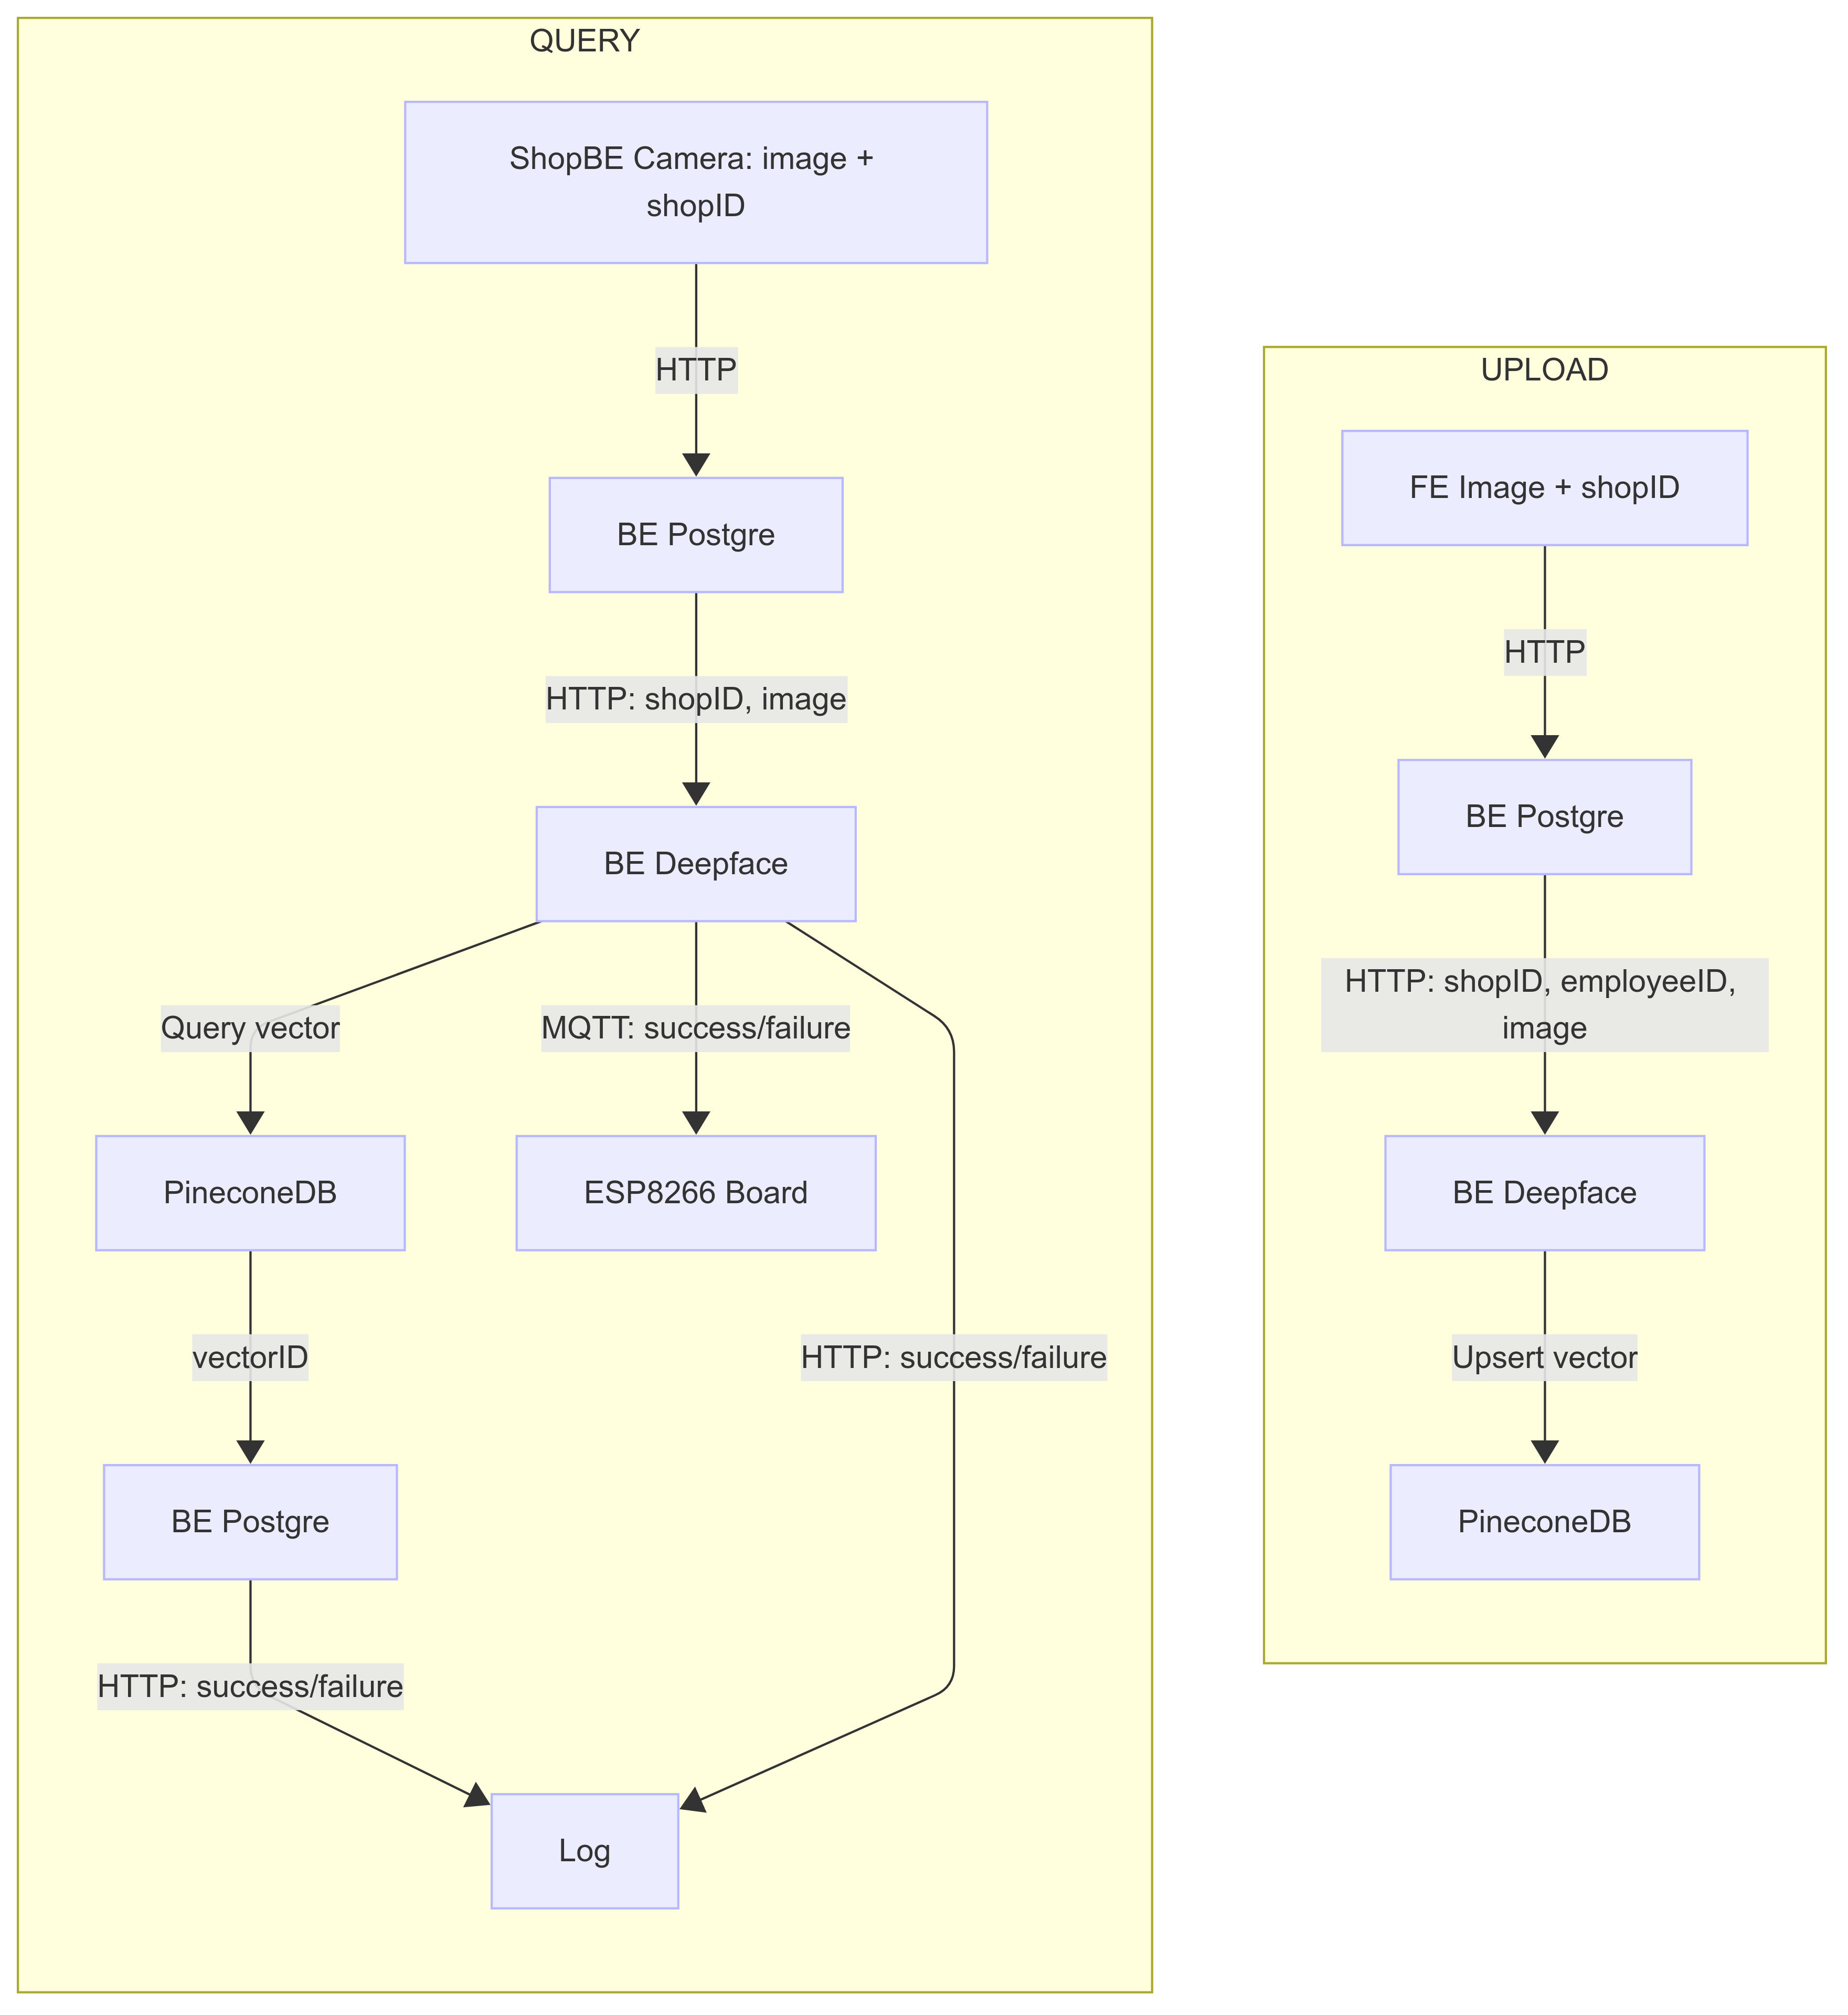 QUERY
ShopBE Camera: image +
shopID
HTTP
BE Postgre
HTTP: shopID, image
BE Deepface
Query vector
MQTT: success/failure
PineconeDB
ESP8266 Board
vectorID
HTTP: success/failure
BE Postgre
HTTP: success/failure
Log
UPLOAD
FE Image + shopID
HTTP
BE Postgre
HTTP: shopID, employeeID,
image
BE Deepface
Upsert vector
PineconeDB